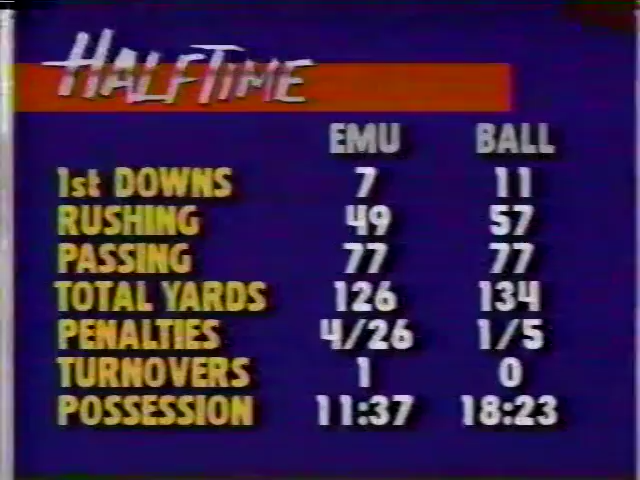 HALFTIME
EMU BALL
1st DOWNS 7 11
RUSHING 49 57
PASSING 77 77
TOTAL YARDS 126 134
PENALTIES 4/26 1/5
TURNOVERS 1 0
POSSESSION 11:37 18:23